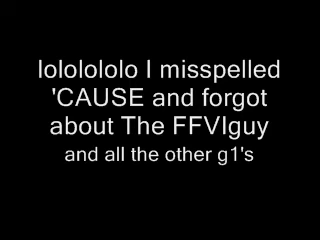 lolololololo I misspelled
'CAUSE and forgot
about The FFVIguy
and all the other g1's